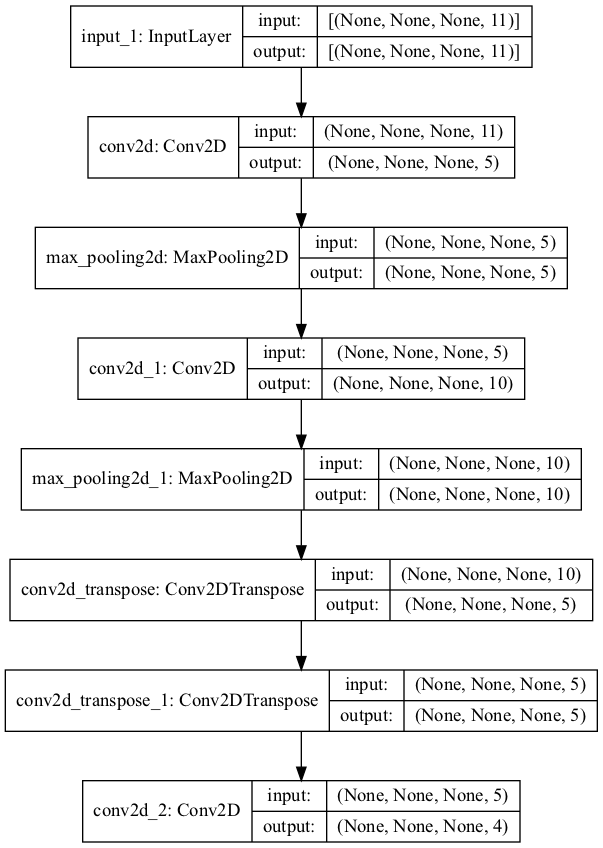 input_1: InputLayer
input: [(None, None, None, 11)]
output: [(None, None, None, 11)]
conv2d: Conv2D
input: (None, None, None, 11)
output: (None, None, None, 5)
max_pooling2d: MaxPooling2D
input: (None, None, None, 5)
output: (None, None, None, 5)
conv2d_1: Conv2D
input: (None, None, None, 5)
output: (None, None, None, 10)
max_pooling2d_1: MaxPooling2D
input: (None, None, None, 10)
output: (None, None, None, 10)
conv2d_transpose: Conv2DTranspose
input: (None, None, None, 10)
output: (None, None, None, 5)
conv2d_transpose_1: Conv2DTranspose
input: (None, None, None, 5)
output: (None, None, None, 5)
conv2d_2: Conv2D
input: (None, None, None, 5)
output: (None, None, None, 4)